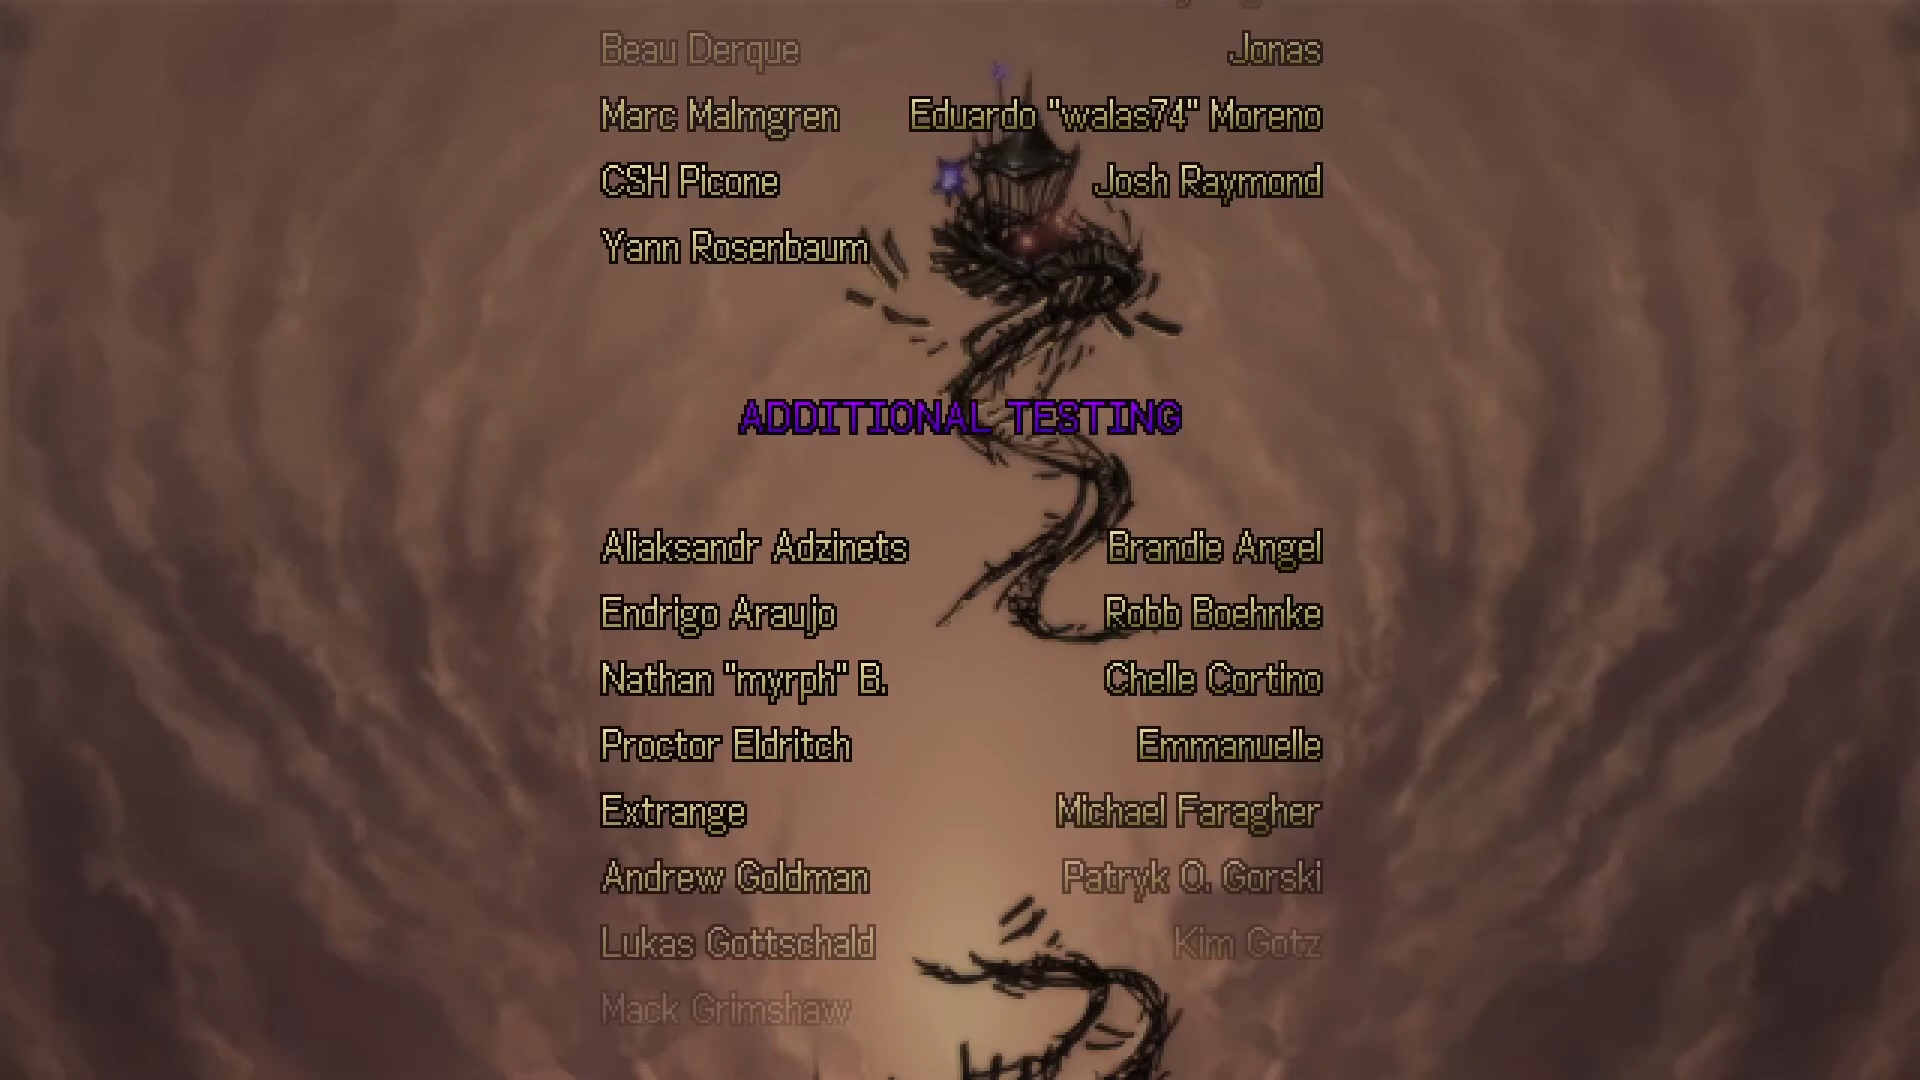 Beau Derque Jonas
Marc Malmgren Eduardo "walas74" Moreno
CSH Picone Josh Raymond
Yann Rosenbaum
ADDITIONAL TESTING
Aliaksandr Adzinets Brandie Angel
Endrigo Araujo Robb Boehnke
Nathan "myrph" B. Chelle Cortino
Proctor Eldritch Emmanuelle
Extrange Michael Faragher
Andrew Goldman Patryk O. Gorski
Lukas Gottschald Kim Gotz
Mack Grimshaw